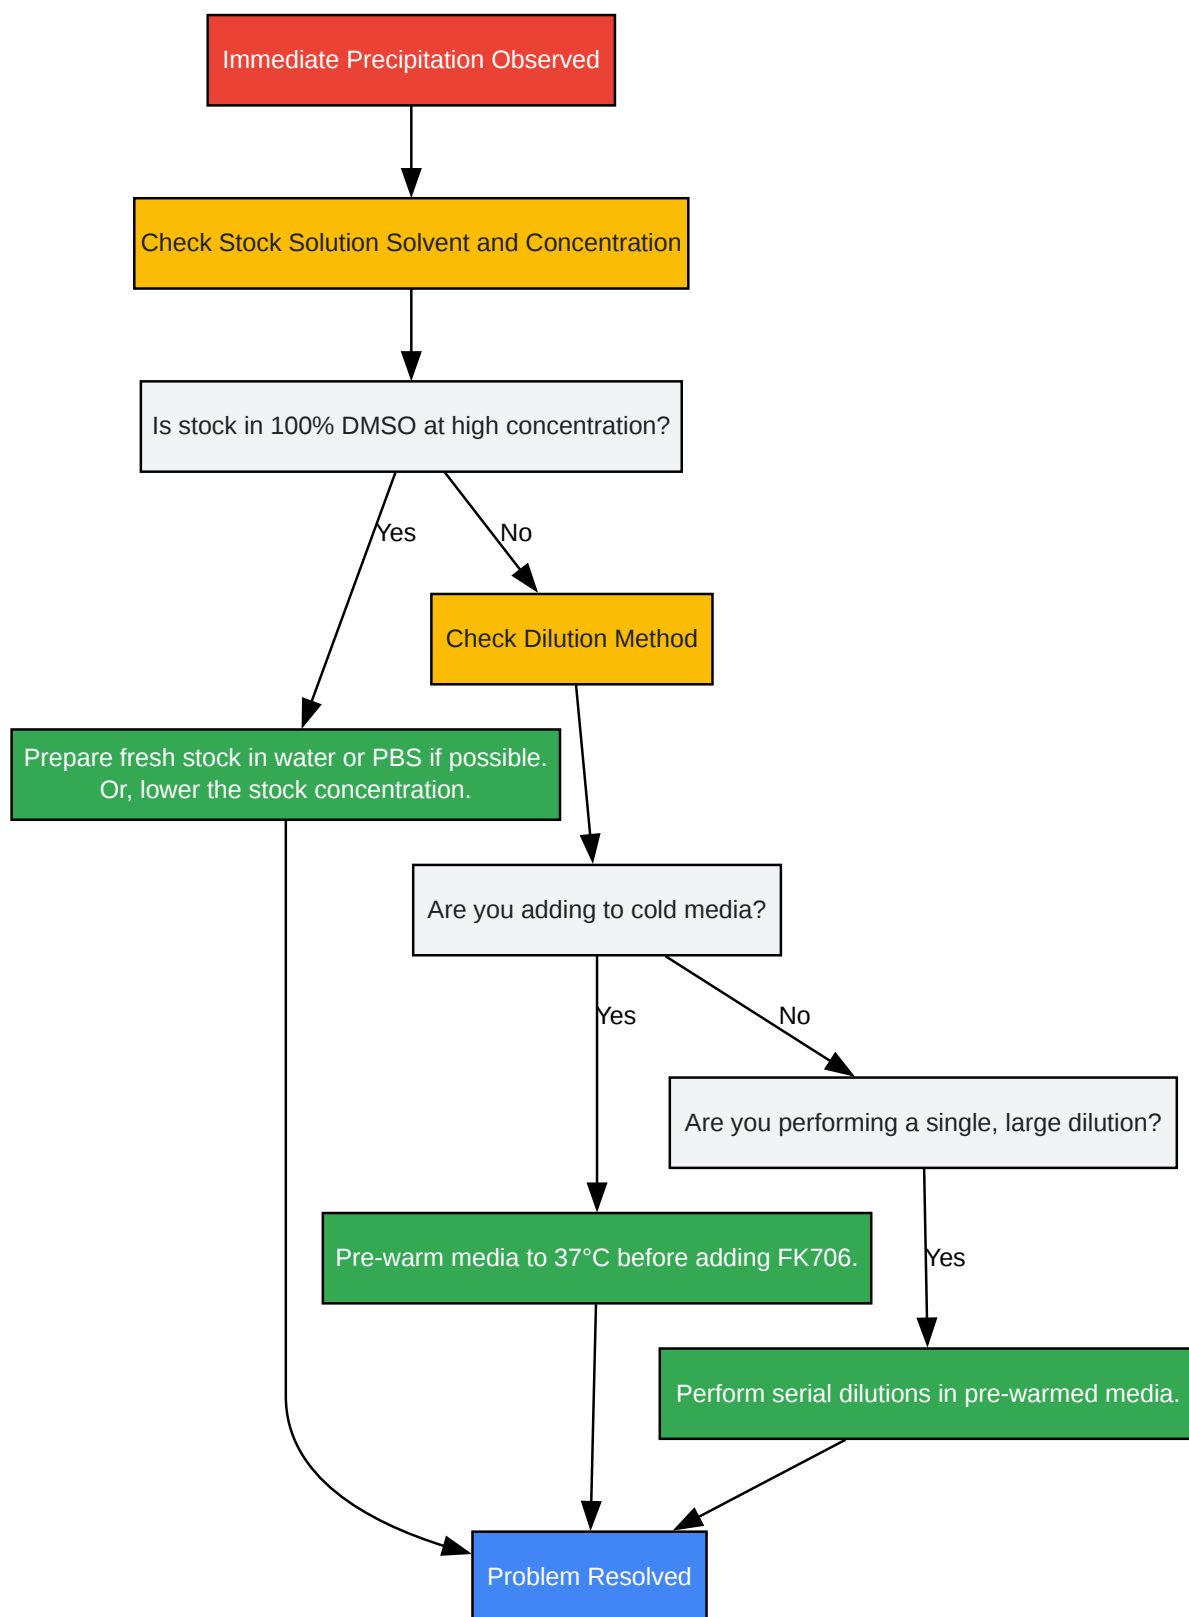 Immediate Precipitation Observed
Check Stock Solution Solvent and Concentration
Is stock in 100% DMSO at high concentration?
Yes
No
Check Dilution Method
Prepare fresh stock in water or PBS if possible.
Or, lower the stock concentration.
Are you adding to cold media?
Yes
No
Are you performing a single, large dilution?
Pre-warm media to 37°C before adding FK706.
Yes
Perform serial dilutions in pre-warmed media.
Problem Resolved